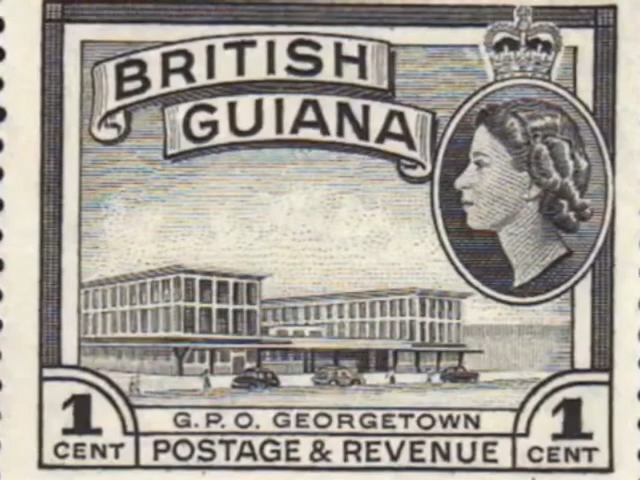 BRITISH
GUIANA
G.P.O. GEORGETOWN
1
CENT
POSTAGE & REVENUE
1
CENT